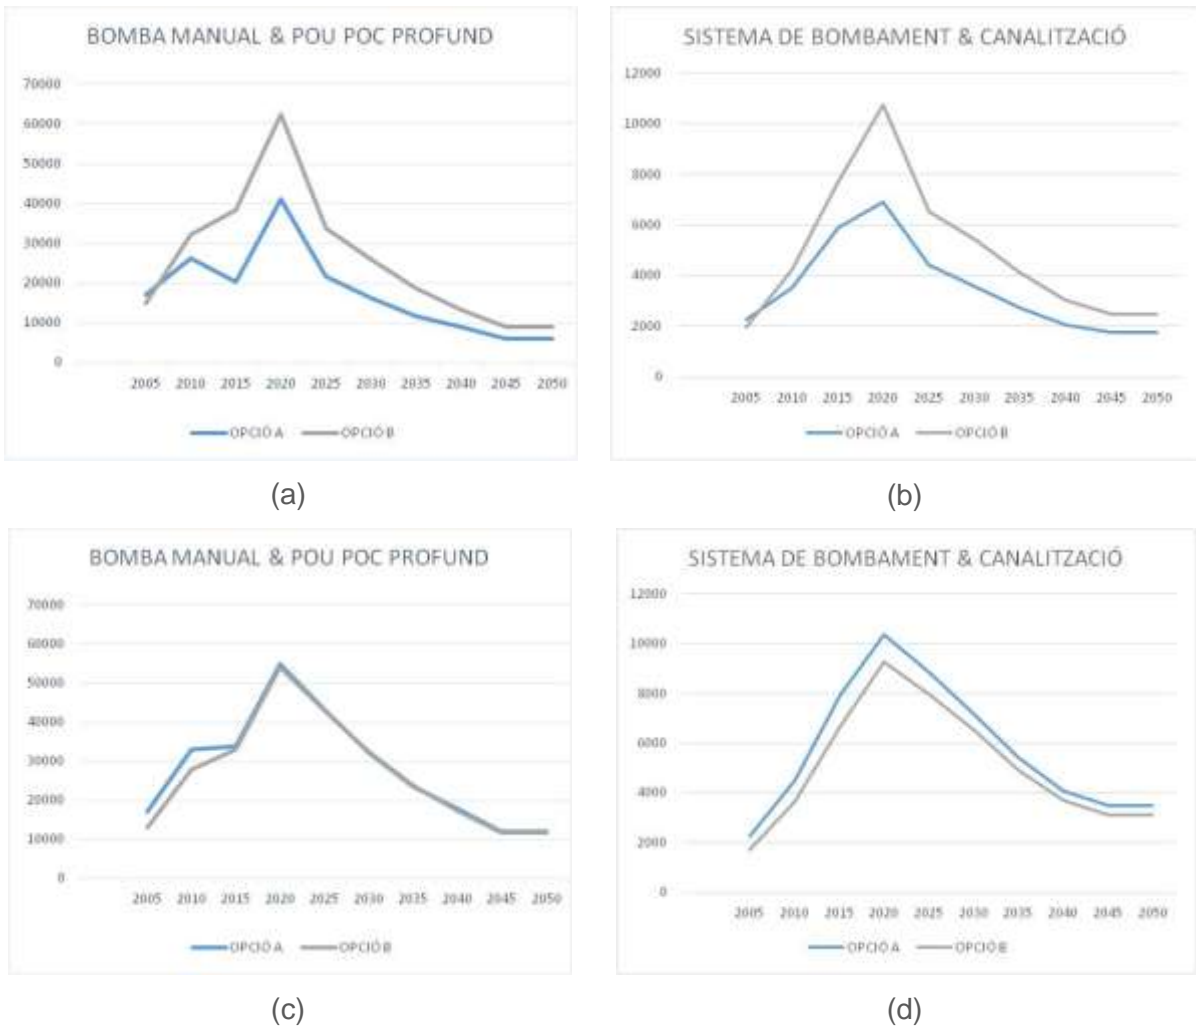 BOMBA MANUAL & POU POC PROFUND
70000
60000
50000
40000
30000
20000
10000
0
2005 2010 2015 2020 2025 2030 2035 2040 2045 2050
OPCIÓ A OPCIÓ B
(a)
SISTEMA DE BOMBAMENT & CANALITZACIÓ
12000
10000
8000
6000
4000
2000
0
2005 2010 2015 2020 2025 2030 2035 2040 2045 2050
OPCIÓ A OPCIÓ B
(b)
BOMBA MANUAL & POU POC PROFUND
70000
60000
50000
40000
30000
20000
10000
0
2005 2010 2015 2020 2025 2030 2035 2040 2045 2050
OPCIÓ A OPCIÓ B
(c)
SISTEMA DE BOMBAMENT & CANALITZACIÓ
12000
10000
8000
6000
4000
2000
0
2005 2010 2015 2020 2025 2030 2035 2040 2045 2050
OPCIÓ A OPCIÓ B
(d)